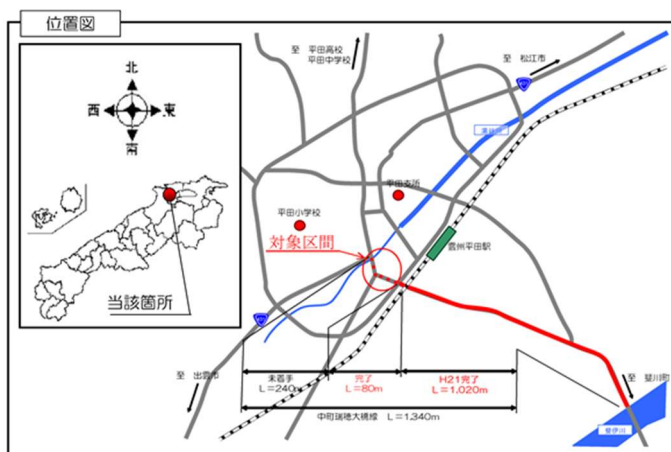 位置図
北
西
東
南
当該箇所
至 平田高校
平田中学校
至 松江市
平田支所
平田小学校
対象区間
雲州平田駅
至 出雲市
未着手
L=240m
完了
L=80m
H21完了
L=1,020m
中町瑞穂大橋線 L=1,340m
至 斐川町
斐伊川